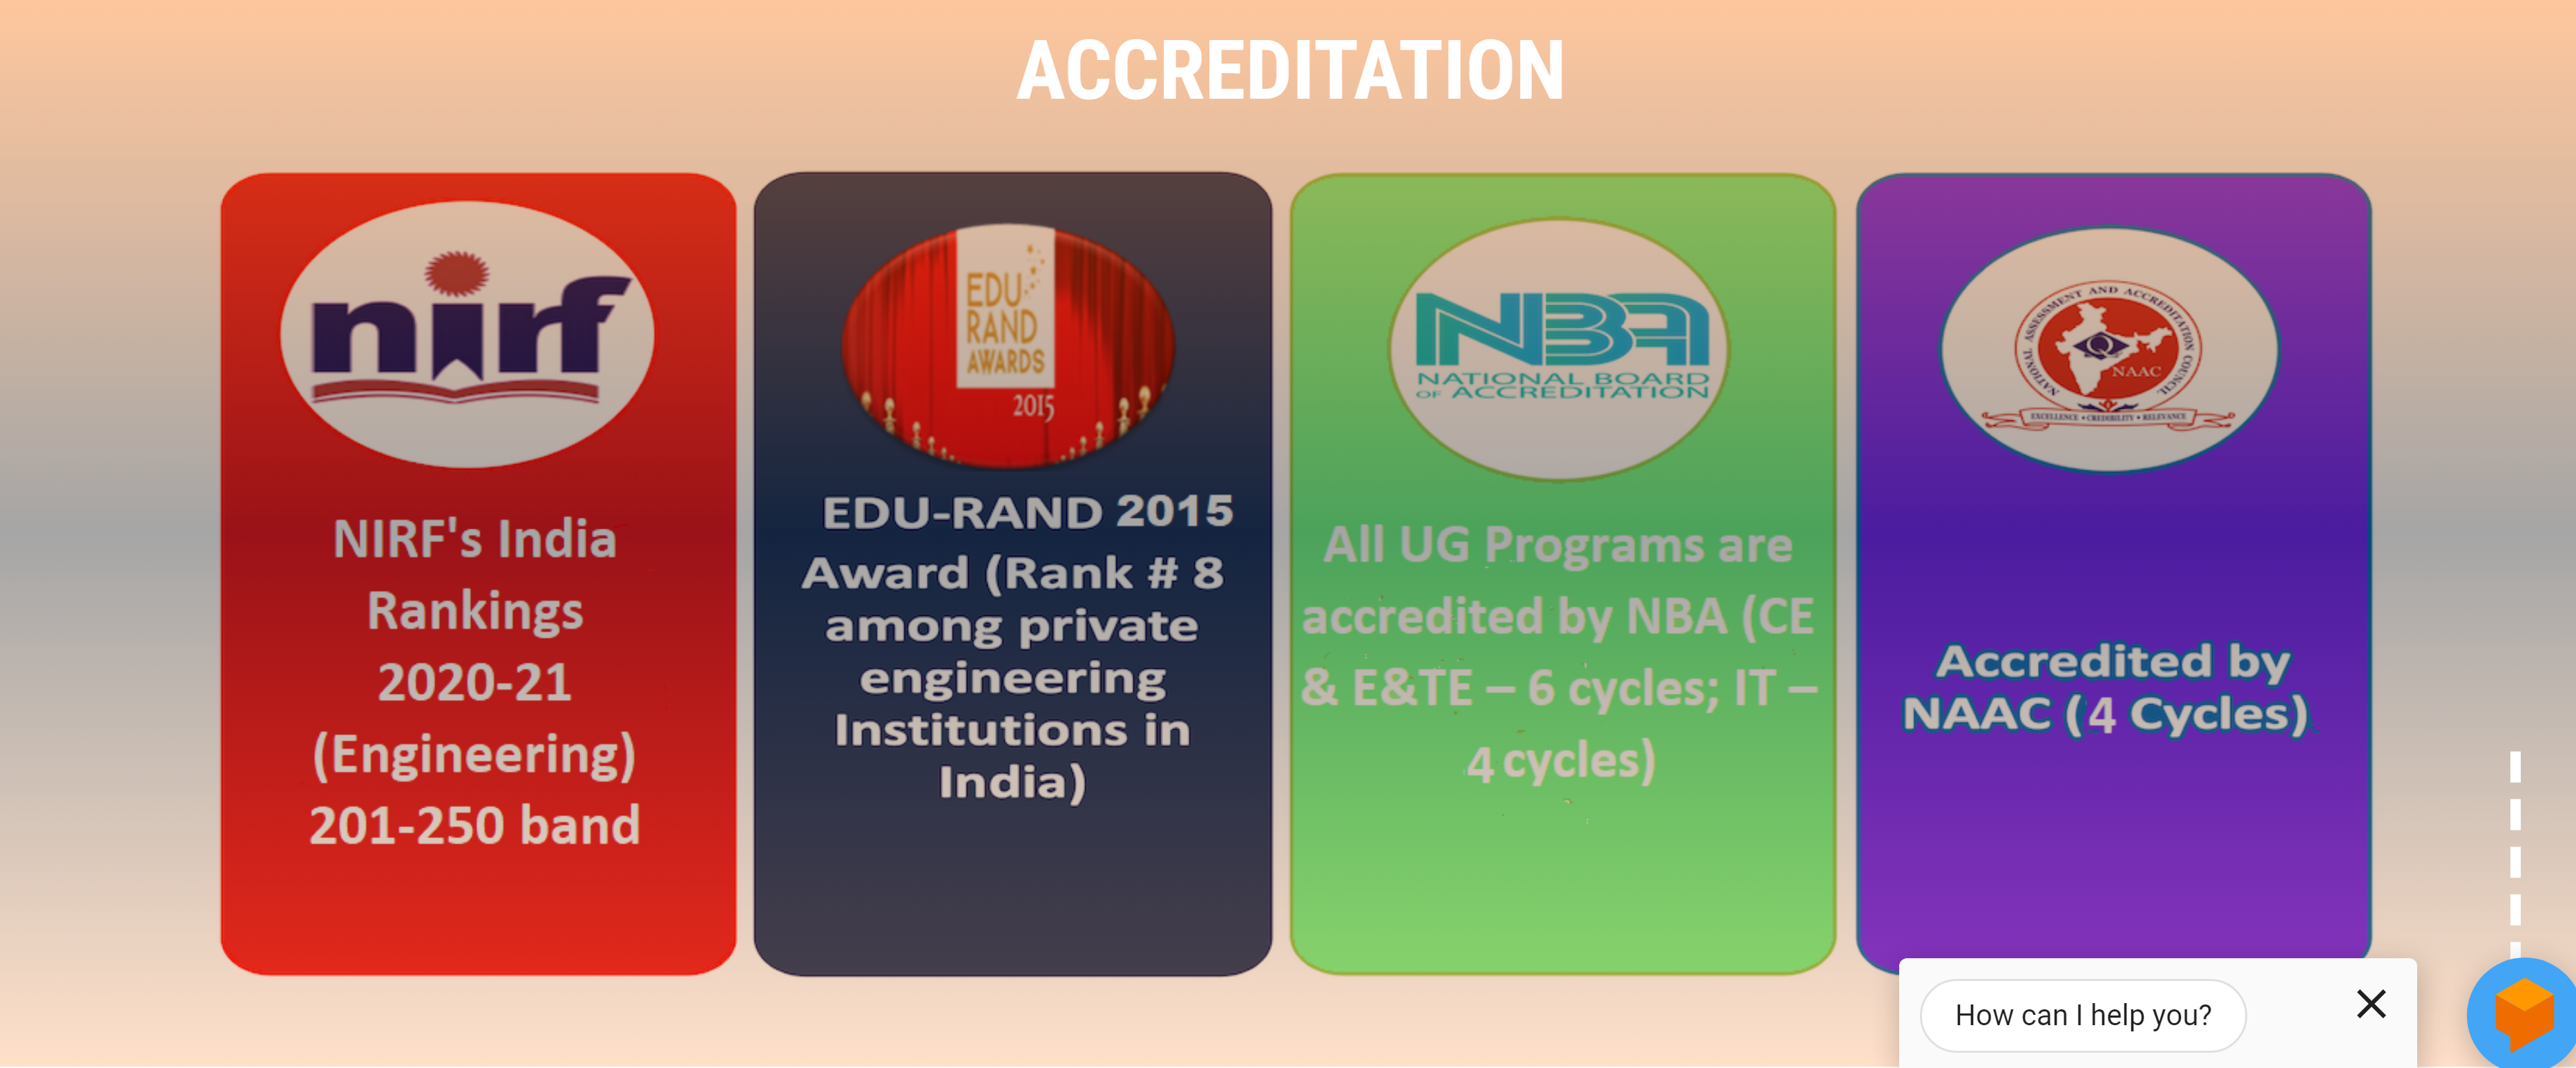 ACCREDITATION
nirf
NIRF's India
Rankings
2020-21
(Engineering)
201-250 band
EDU
RAND
AWARDS
2015
EDU-RAND 2015
Award (Rank # 8
among private
engineering
Institutions in
India)
NBA
NATIONAL BOARD
OF ACCREDITATION
All UG Programs are
accredited by NBA (CE
& E&TE – 6 cycles; IT –
4 cycles)
NATIONAL ASSESSMENT AND ACCREDITATION COUNCIL
Q
NAAC
EXCELLENCE • CREDIBILITY • RELEVANCE
Accredited by
NAAC (4 Cycles)
How can I help you?